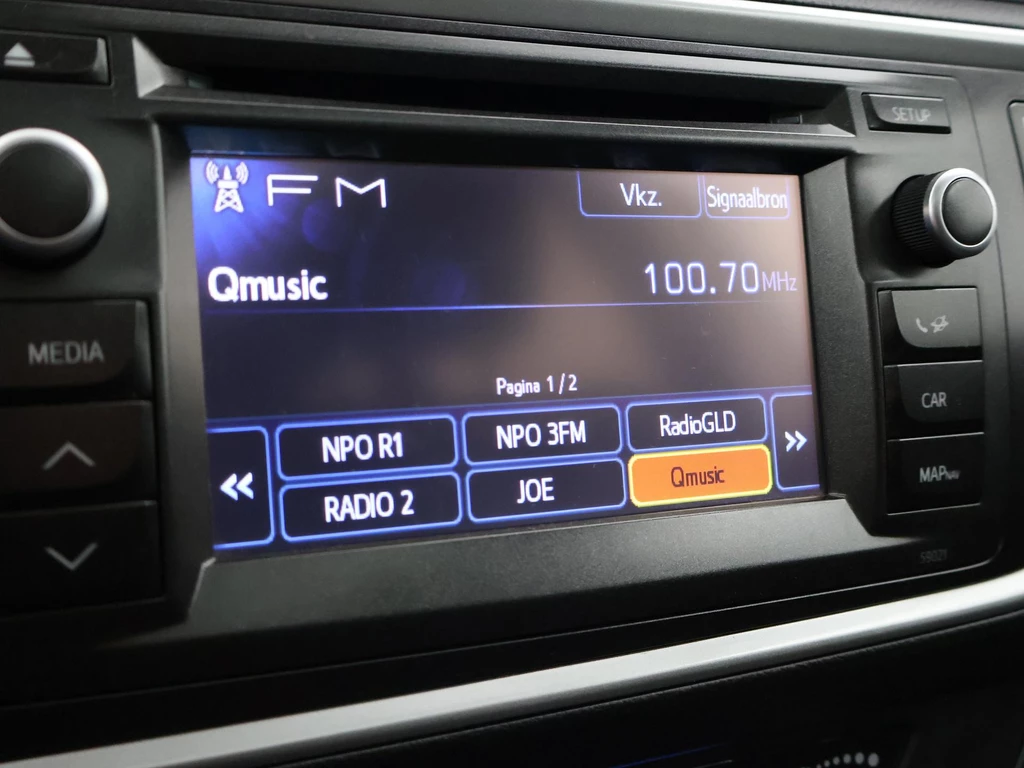 SETUP
FM
Vkz.
Signaalbron
Qmusic
100.70MHz
MEDIA
Pagina 1/2
CAR
MAP NAV
NPO R1
NPO 3FM
RadioGLD
RADIO 2
JOE
Qmusic